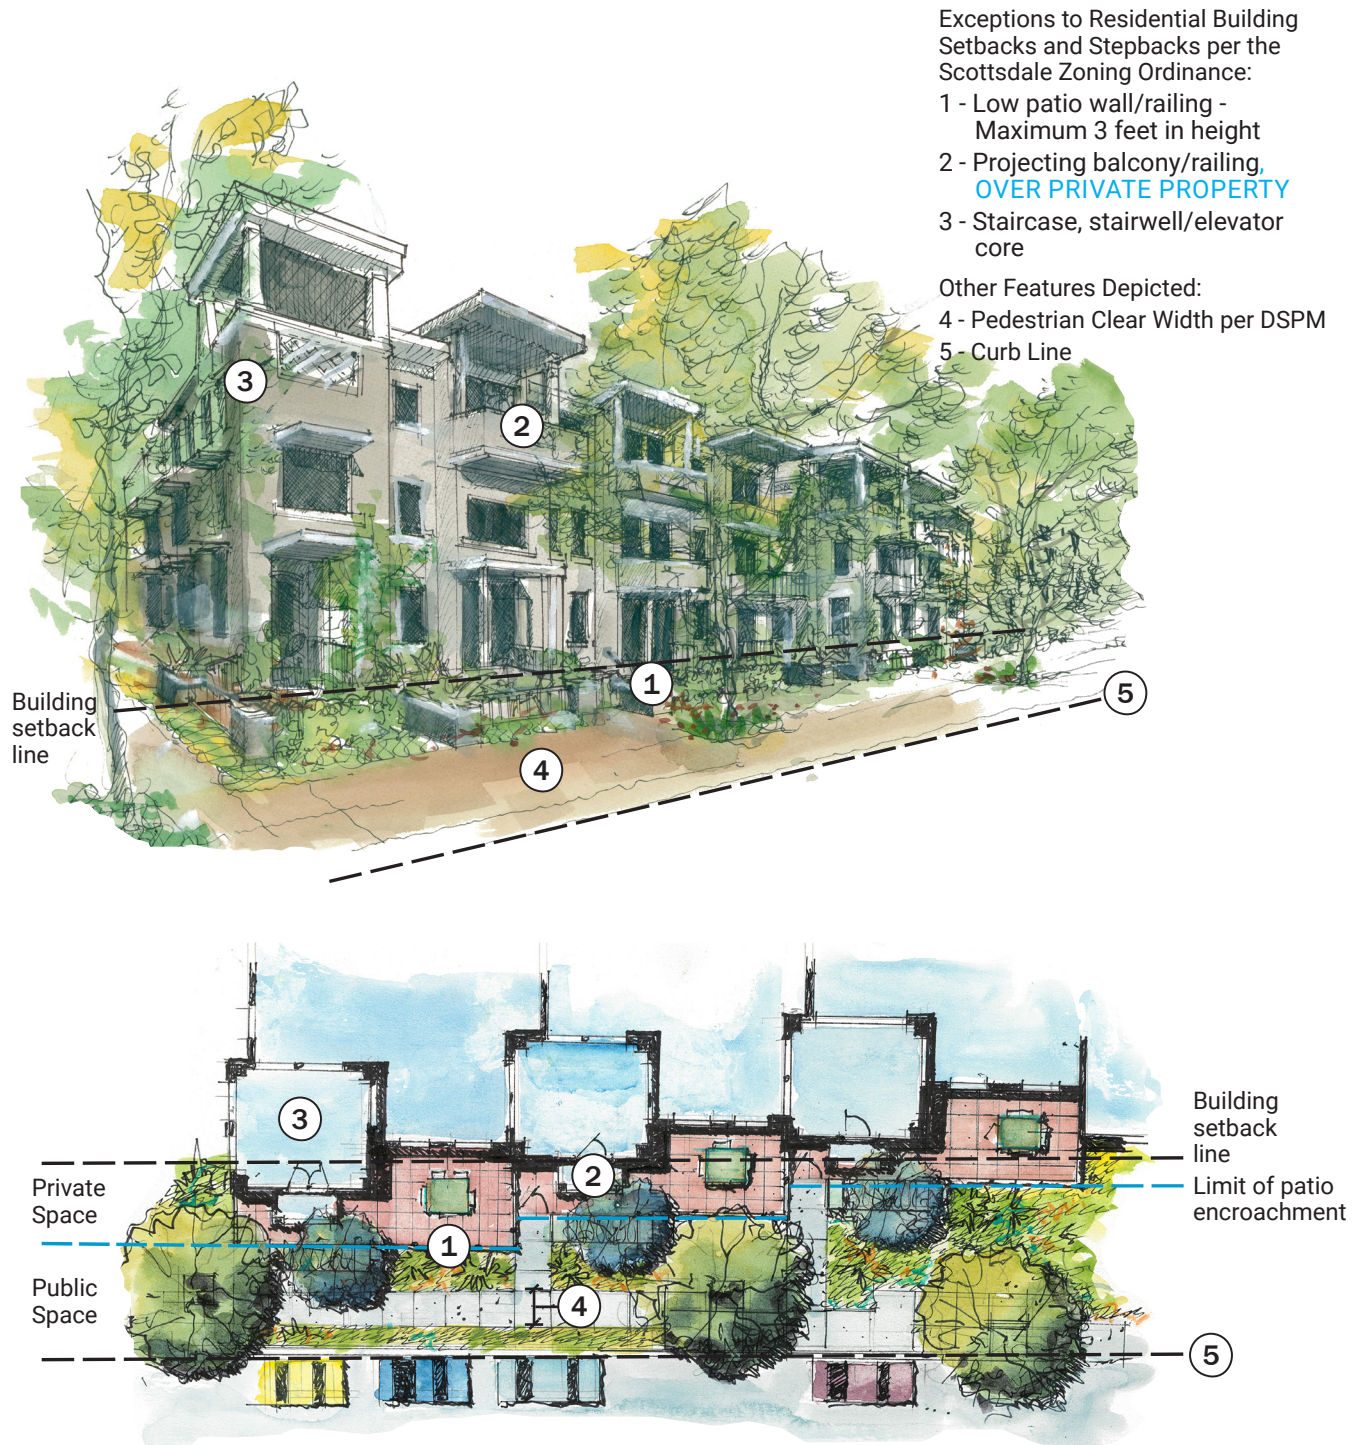 Exceptions to Residential Building
Setbacks and Stepbacks per the
Scottsdale Zoning Ordinance:
1 - Low patio wall/railing -
Maximum 3 feet in height
2 - Projecting balcony/railing,
OVER PRIVATE PROPERTY
3 - Staircase, stairwell/elevator
core
Other Features Depicted:
4 - Pedestrian Clear Width per DSPM
5 - Curb Line
3
2
1
5
4
Building
setback
line
3
2
1
4
5
Private
Space
Public
Space
Building
setback
line
Limit of patio
encroachment